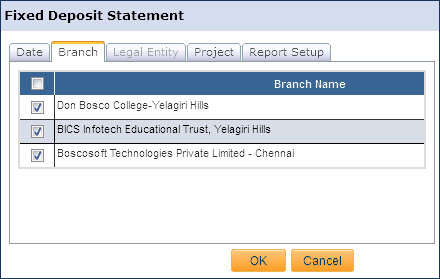 Fixed Deposit Statement
Date Branch Legal Entity Project Report Setup
Branch Name
Don Bosco College-Yelagiri Hills
BICS Infotech Educational Trust, Yelagiri Hills
Boscosoft Technologies Private Limited - Chennai
OK Cancel